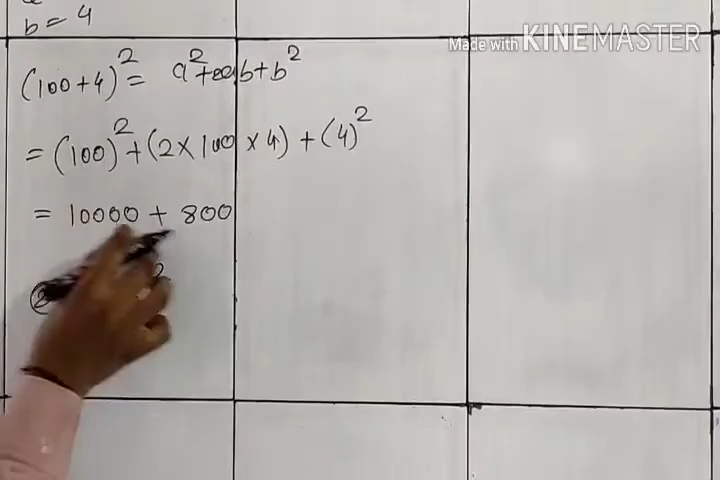 b = 4
Made with KINEMASTER
(100+4)² = a²+2ab+b²
= (100)² + (2×100×4) + (4)²
= 10000 + 800